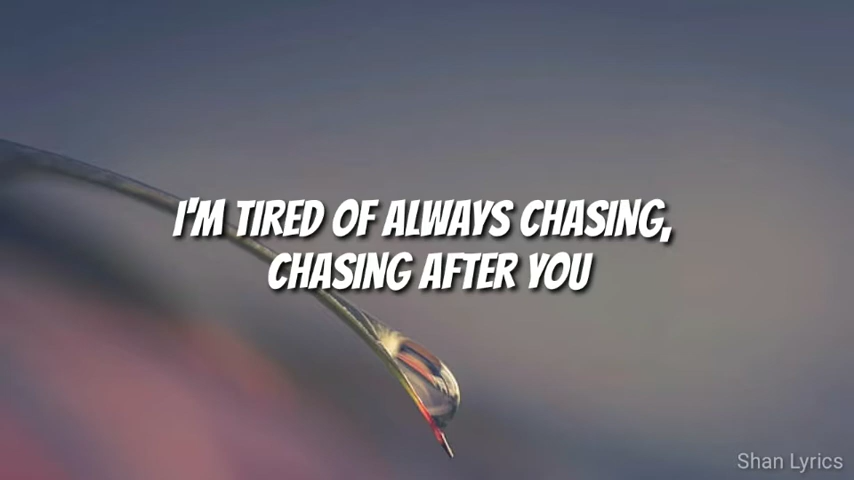 I'M TIRED OF ALWAYS CHASING,
CHASING AFTER YOU
Shan Lyrics